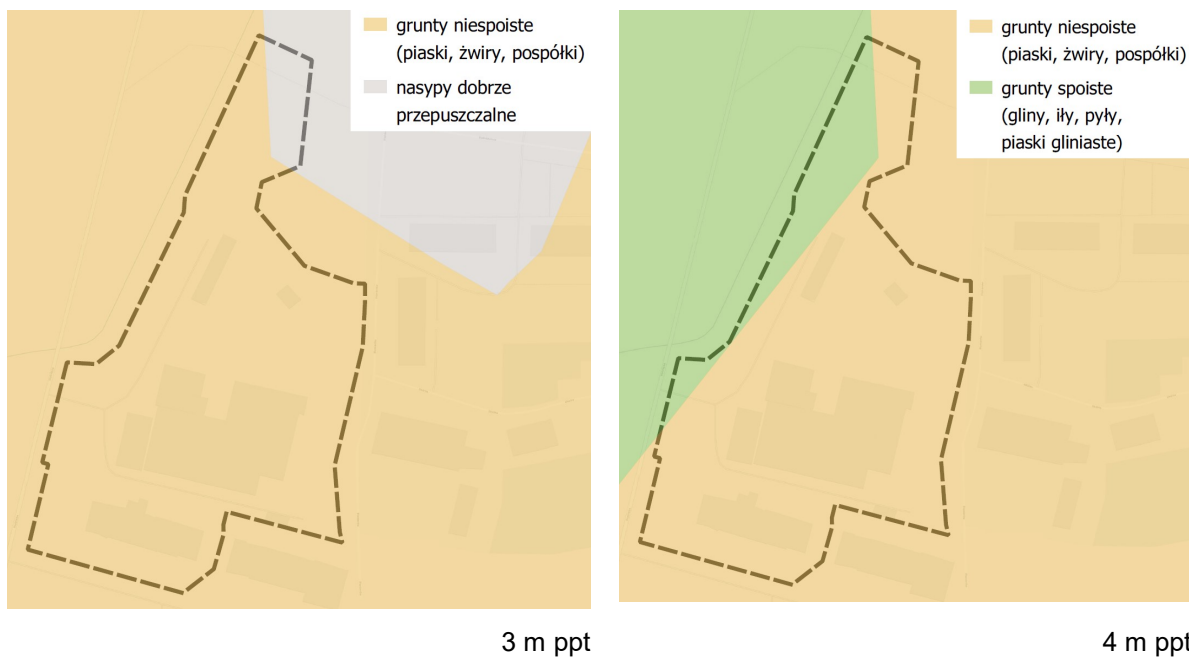 grunty niespoiste
(piaski, żwiry, pospółki)
nasypy dobrze
przepuszczalne
3 m ppt
grunty niespoiste
(piaski, żwiry, pospółki)
grunty spoiste
(gliny, iły, pyły,
piaski gliniaste)
4 m ppt